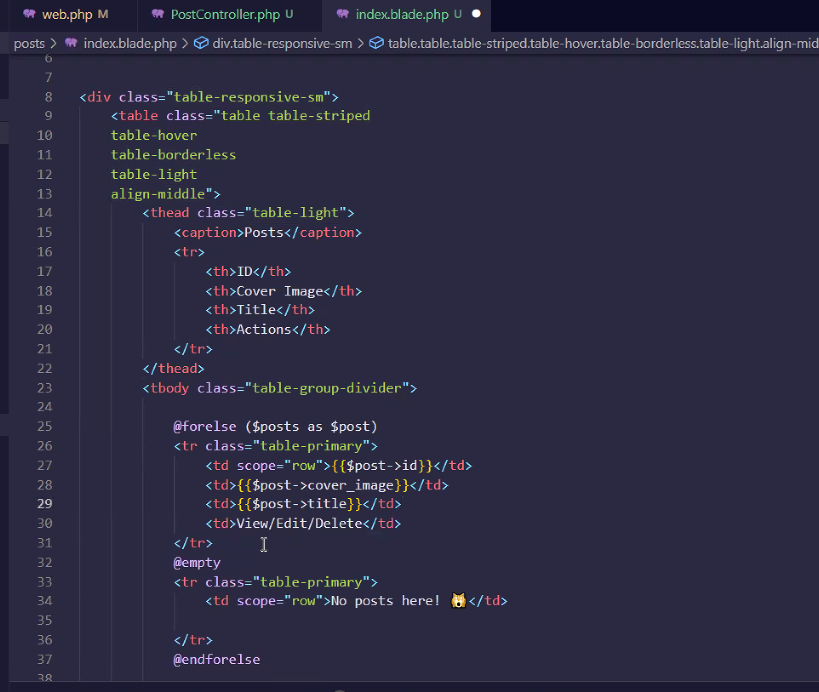 web.php M PostController.php U index.blade.php U
posts > index.blade.php > div.table-responsive-sm > table.table.table-striped.table-hover.table-borderless.table-light.align-mid
6
7
8 <div class="table-responsive-sm">
9 <table class="table table-striped
10 table-hover
11 table-borderless
12 table-light
13 align-middle">
14 <thead class="table-light">
15 <caption>Posts</caption>
16 <tr>
17 <th>ID</th>
18 <th>Cover Image</th>
19 <th>Title</th>
20 <th>Actions</th>
21 </tr>
22 </thead>
23 <tbody class="table-group-divider">
24
25 @forelse ($posts as $post)
26 <tr class="table-primary">
27 <td scope="row">{{$post->id}}</td>
28 <td>{{$post->cover_image}}</td>
29 <td>{{$post->title}}</td>
30 <td>View/Edit/Delete</td>
31 </tr>
32 @empty
33 <tr class="table-primary">
34 <td scope="row">No posts here! 🙀</td>
35
36 </tr>
37 @endforelse
38